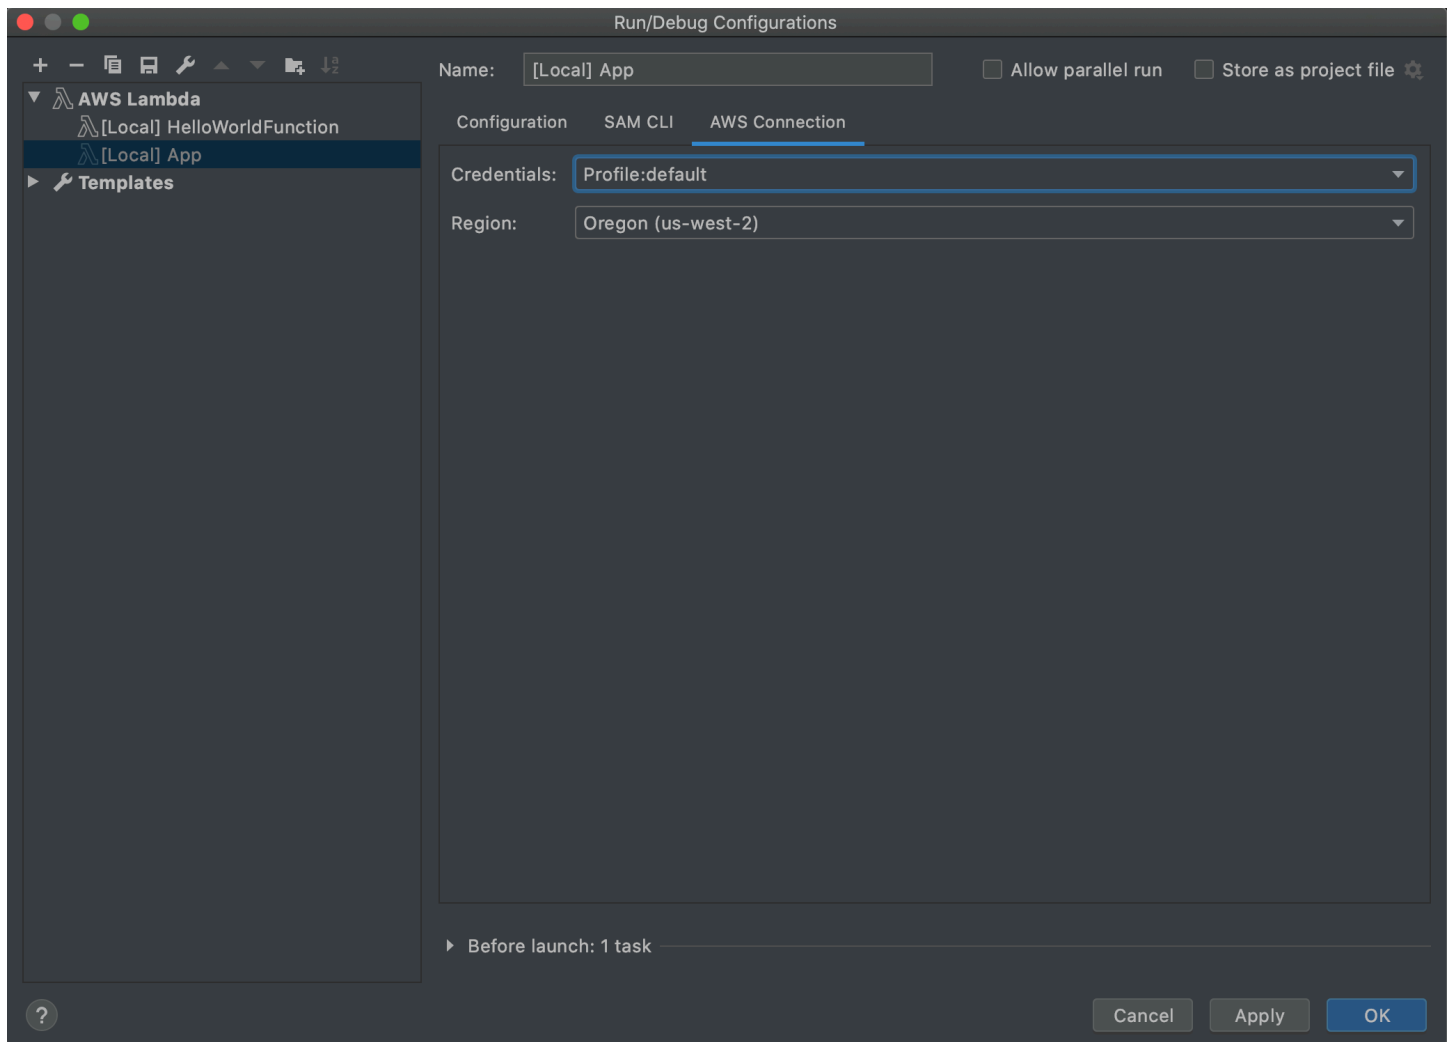 Run/Debug Configurations
Name: [Local] App Allow parallel run Store as project file
AWS Lambda
[Local] HelloWorldFunction
[Local] App
Templates
Configuration SAM CLI AWS Connection
Credentials: Profile:default
Region: Oregon (us-west-2)
Before launch: 1 task
? Cancel Apply OK